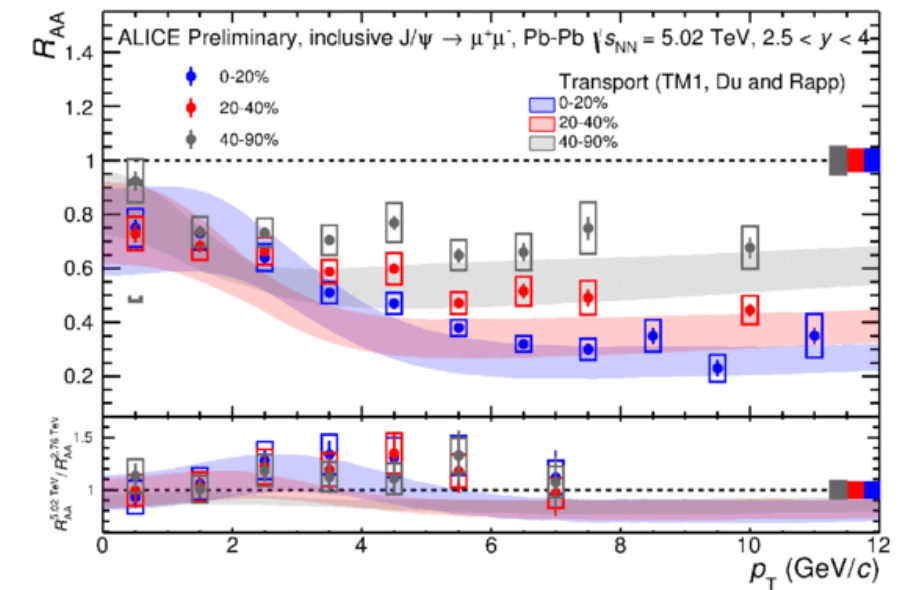 R_AA
ALICE Preliminary, inclusive J/ψ → μ⁺μ⁻, Pb-Pb √s_NN = 5.02 TeV, 2.5 < y < 4
0-20%
20-40%
40-90%
Transport (TM1, Du and Rapp)
0-20%
20-40%
40-90%
1.4
1.2
1
0.8
0.6
0.4
0.2
R_AA^5.02 TeV / R_AA^2.76 TeV
1.5
1
0 2 4 6 8 10 12
p_T (GeV/c)